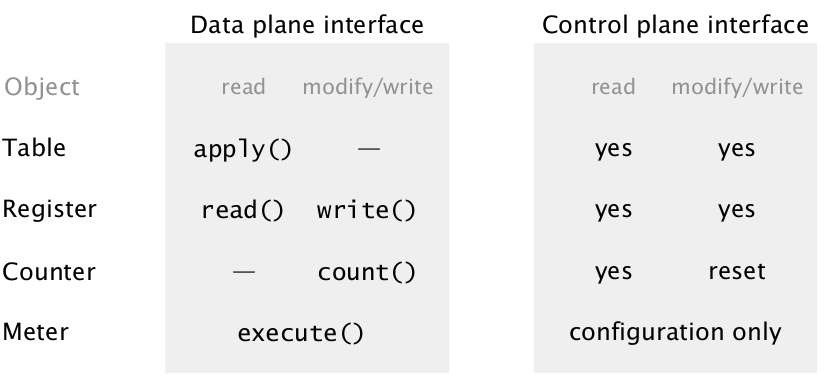 Data plane interface Control plane interface
Object read modify/write read modify/write
Table apply() — yes yes
Register read() write() yes yes
Counter — count() yes reset
Meter execute() configuration only